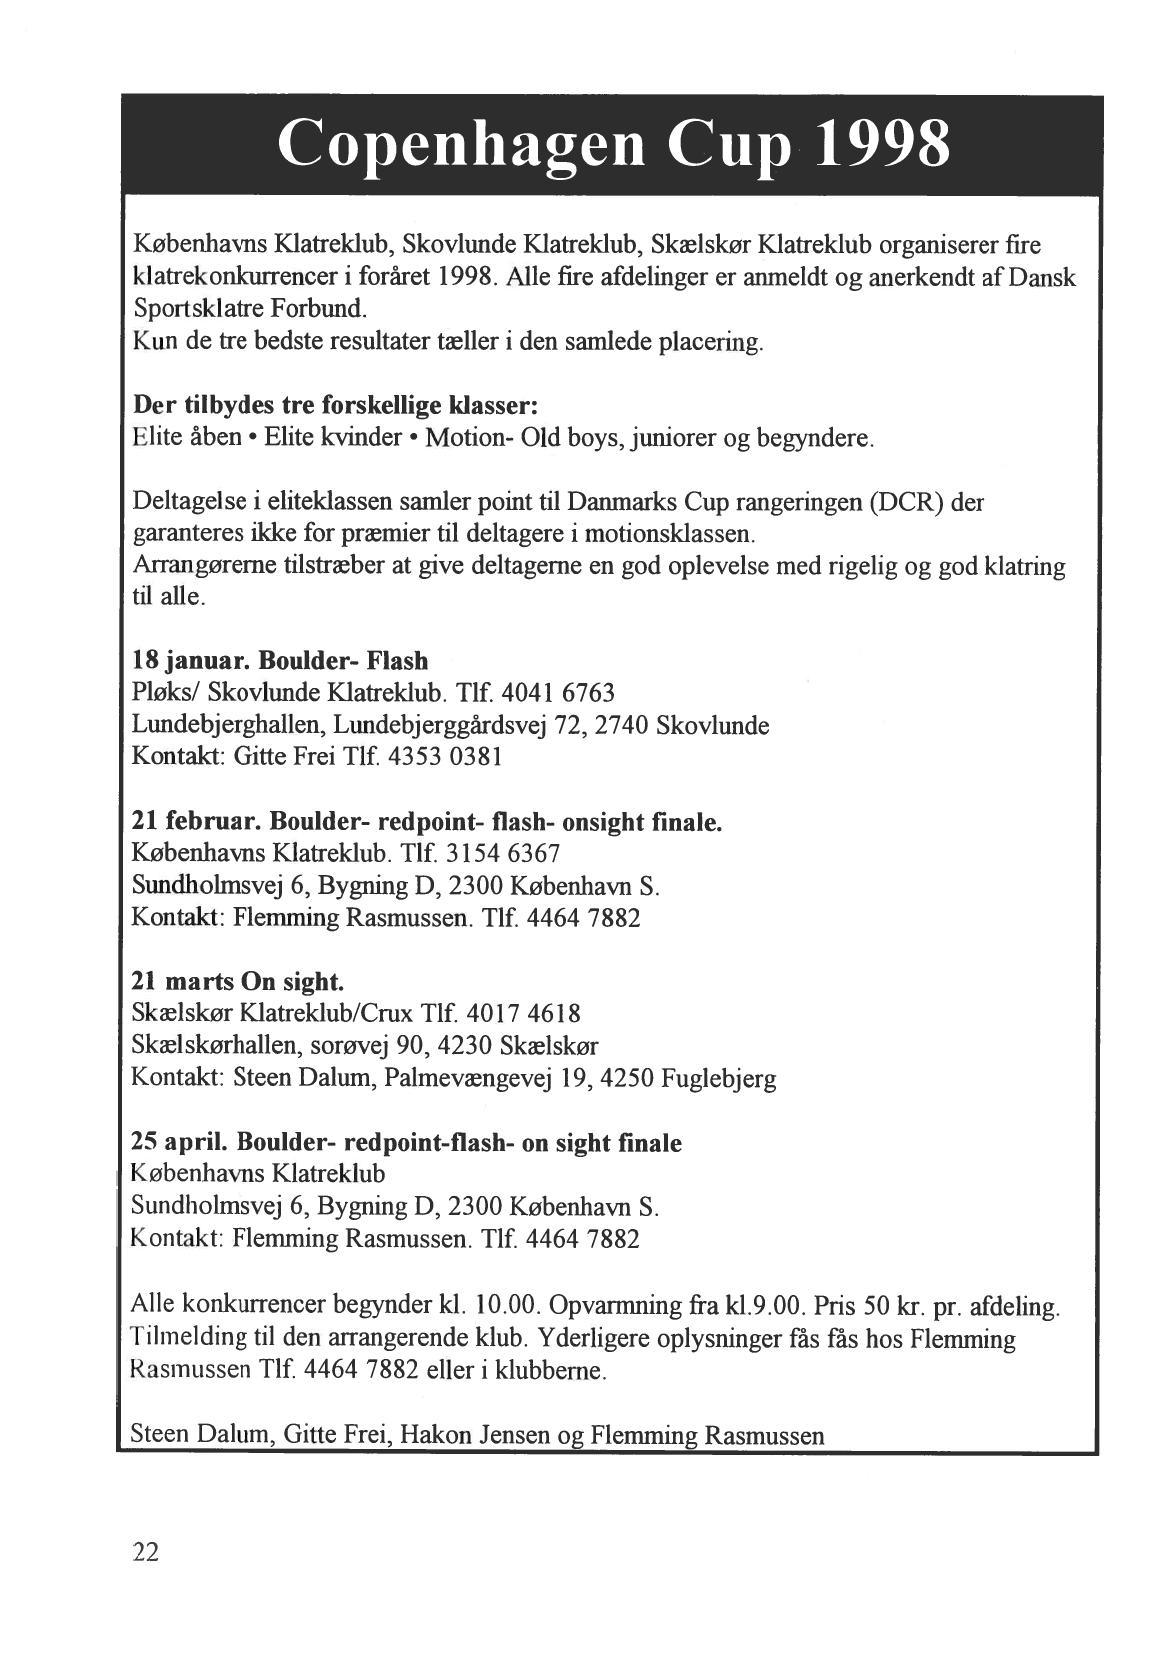 Copenhagen Cup 1998
Københavns Klatreklub, Skovlunde Klatreklub, Skælskør Klatreklub organiserer fire
klatrekonkurrencer i foråret 1998. Alle fire afdelinger er anmeldt og anerkendt af Dansk
Sportsklatre Forbund.
Kun de tre bedste resultater tæller i den samlede placering.
Der tilbydes tre forskellige klasser:
Elite åben • Elite kvinder • Motion- Old boys, juniorer og begyndere.
Deltagelse i eliteklassen samler point til Danmarks Cup rangeringen (DCR) der
garanteres ikke for præmier til deltagere i motionsklassen.
Arrangørerne tilstræber at give deltagerne en god oplevelse med rigelig og god klatring
til alle.
18 januar. Boulder- Flash
Pløks/ Skovlunde Klatreklub. Tlf. 4041 6763
Lundebjerghallen, Lundebjerggårdsvej 72, 2740 Skovlunde
Kontakt: Gitte Frei Tlf. 4353 0381
21 februar. Boulder- redpoint- flash- onsight finale.
Københavns Klatreklub. Tlf. 3154 6367
Sundholmsvej 6, Bygning D, 2300 København S.
Kontakt: Flemming Rasmussen. Tlf. 4464 7882
21 marts On sight.
Skælskør Klatreklub/Crux Tlf. 4017 4618
Skælskørhallen, sorøvej 90, 4230 Skælskør
Kontakt: Steen Dalum, Palmevængevej 19, 4250 Fuglebjerg
25 april. Boulder- redpoint-flash- on sight finale
Københavns Klatreklub
Sundholmsvej 6, Bygning D, 2300 København S.
Kontakt: Flemming Rasmussen. Tlf. 4464 7882
Alle konkurrencer begynder kl. 10.00. Opvarmning fra kl.9.00. Pris 50 kr. pr. afdeling.
Tilmelding til den arrangerende klub. Yderligere oplysninger fås fås hos Flemming
Rasmussen Tlf. 4464 7882 eller i klubberne.
Steen Dalum, Gitte Frei, Hakon Jensen og Flemming Rasmussen
22